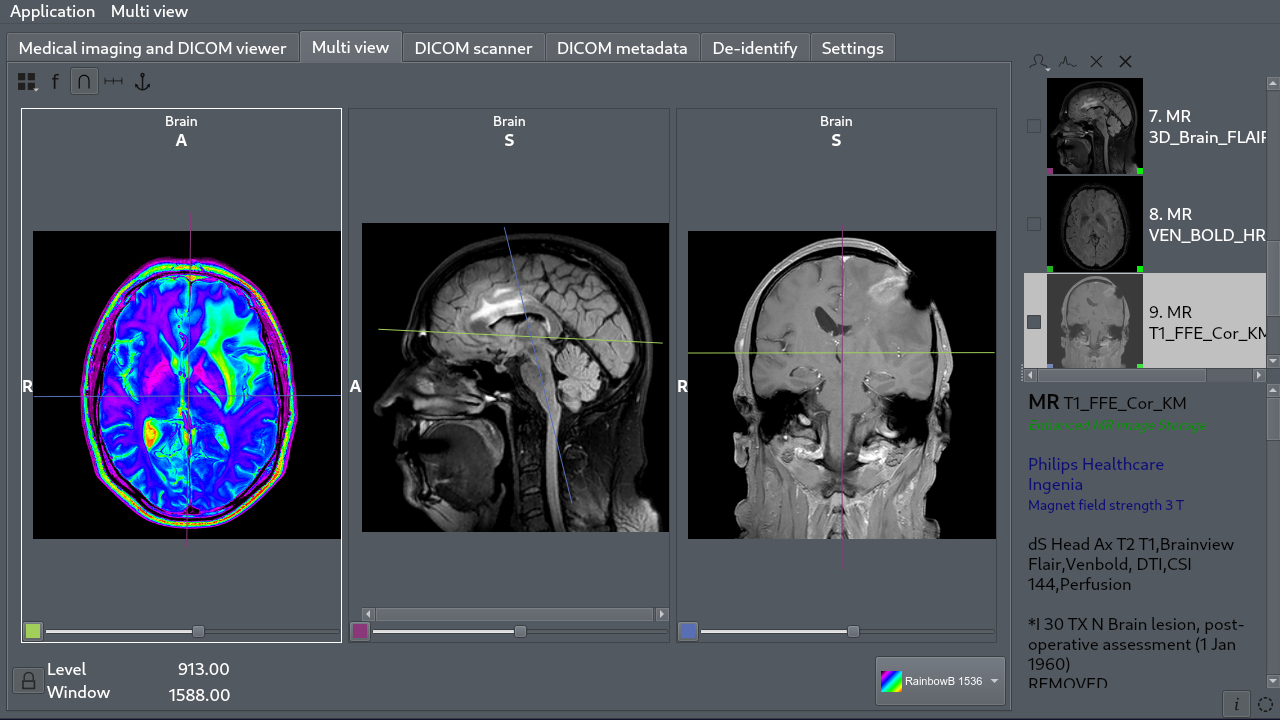 Application Multi view
Medical imaging and DICOM viewer Multi view DICOM scanner DICOM metadata De-identify Settings
f
Brain
A
R
Brain
S
A
Brain
S
R
7. MR
3D_Brain_FLAIR
8. MR
VEN_BOLD_HR
9. MR
T1_FFE_Cor_KM
MR T1_FFE_Cor_KM
Enhanced MR Image Storage
Philips Healthcare
Ingenia
Magnet field strength 3 T
dS Head Ax T2 T1,Brainview
Flair,Venbold, DTI,CSI
144,Perfusion
*I 30 TX N Brain lesion, post-
operative assessment (1 Jan
1960)
REMOVED
Level 913.00
Window 1588.00
RainbowB 1536
i